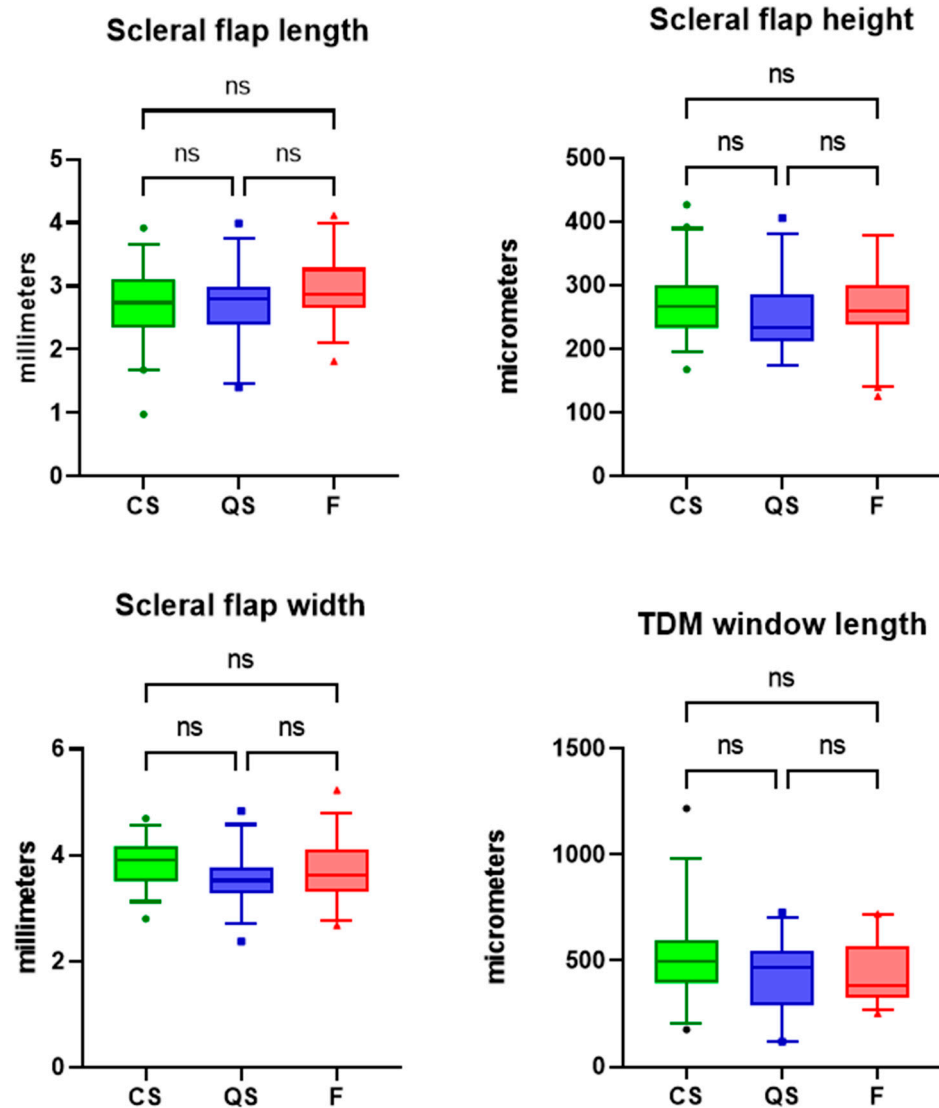 Scleral flap length
ns
ns
ns
millimeters
5
4
3
2
1
0
CS
QS
F
Scleral flap height
ns
ns
ns
micrometers
500
400
300
200
100
0
CS
QS
F
Scleral flap width
ns
ns
ns
millimeters
6
4
2
0
CS
QS
F
TDM window length
ns
ns
ns
micrometers
1500
1000
500
0
CS
QS
F